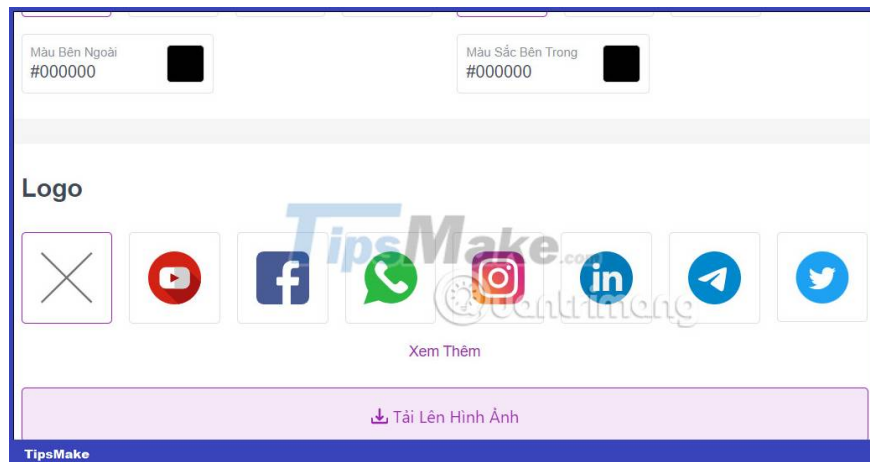 Màu Bên Ngoài
#000000
Màu Sắc Bên Trong
#000000
Logo
TipsMake.com
Quantrimang
Xem Thêm
Tải Lên Hình Ảnh
TipsMake